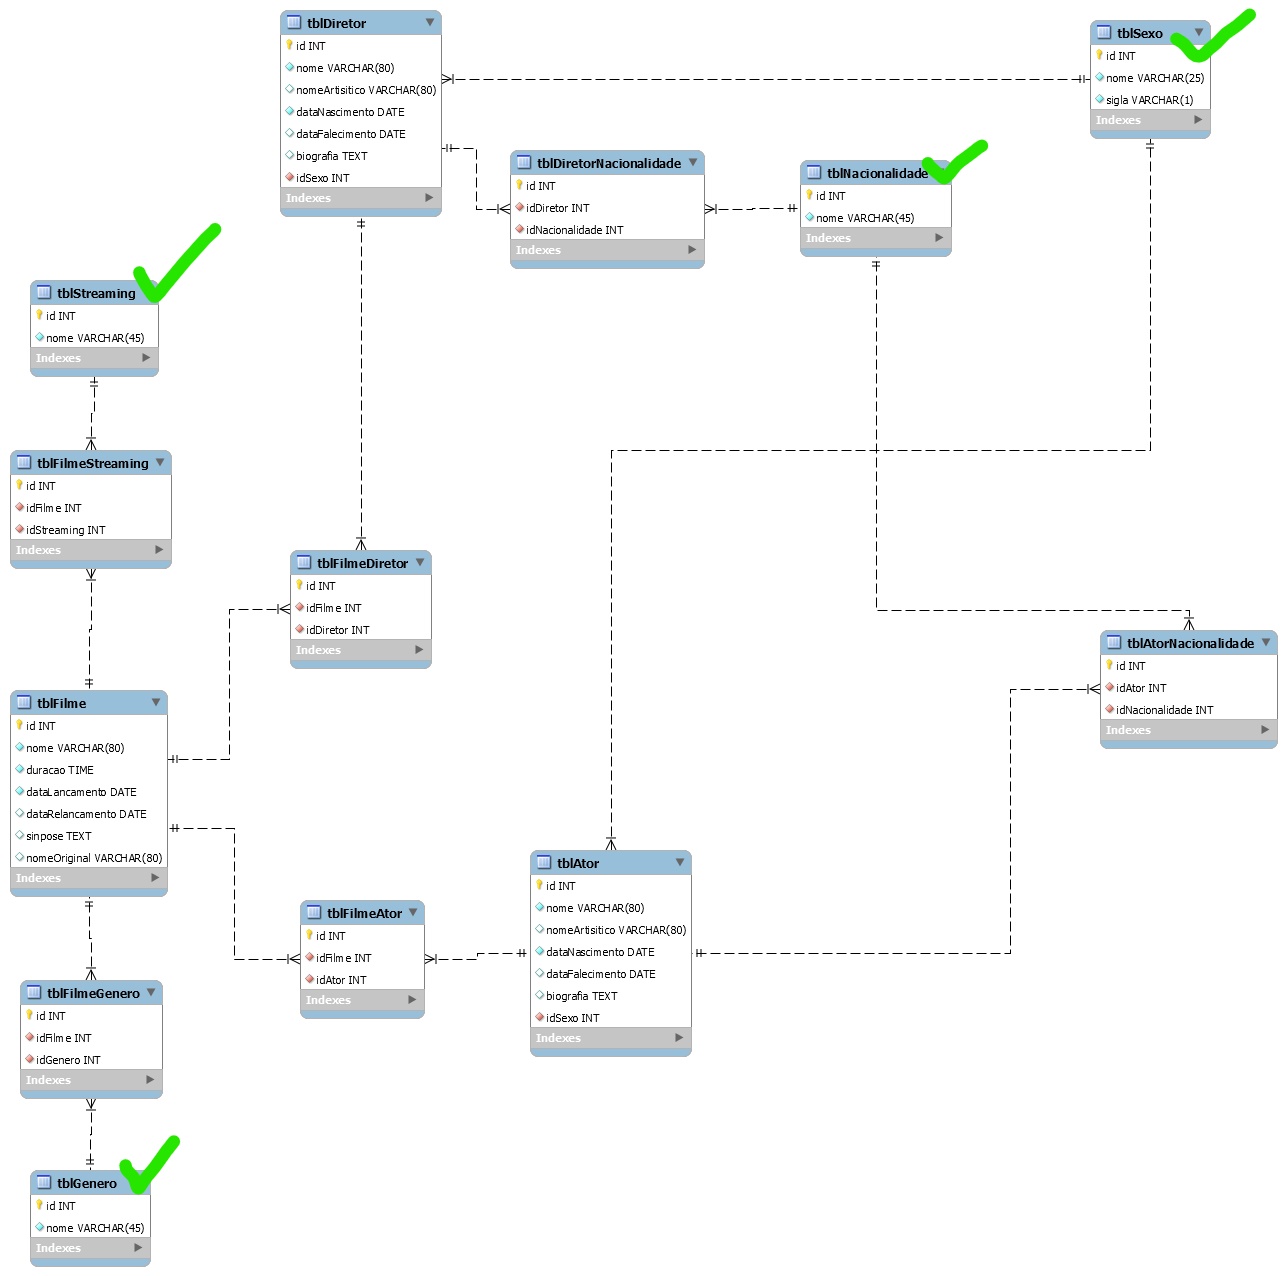 tblDiretor
id INT
nome VARCHAR(80)
nomeArtisitico VARCHAR(80)
dataNascimento DATE
dataFalecimento DATE
biografia TEXT
idSexo INT
Indexes
tblSexo
id INT
nome VARCHAR(25)
sigla VARCHAR(1)
Indexes
tblDiretorNacionalidade
id INT
idDiretor INT
idNacionalidade INT
Indexes
tblNacionalidade
id INT
nome VARCHAR(45)
Indexes
tblStreaming
id INT
nome VARCHAR(45)
Indexes
tblFilmeStreaming
id INT
idFilme INT
idStreaming INT
Indexes
tblFilmeDiretor
id INT
idFilme INT
idDiretor INT
Indexes
tblAtorNacionalidade
id INT
idAtor INT
idNacionalidade INT
Indexes
tblFilme
id INT
nome VARCHAR(80)
duracao TIME
dataLancamento DATE
dataRelancamento DATE
sinpose TEXT
nomeOriginal VARCHAR(80)
Indexes
tblAtor
id INT
nome VARCHAR(80)
nomeArtisitico VARCHAR(80)
dataNascimento DATE
dataFalecimento DATE
biografia TEXT
idSexo INT
Indexes
tblFilmeAtor
id INT
idFilme INT
idAtor INT
Indexes
tblFilmeGenero
id INT
idFilme INT
idGenero INT
Indexes
tblGenero
id INT
nome VARCHAR(45)
Indexes